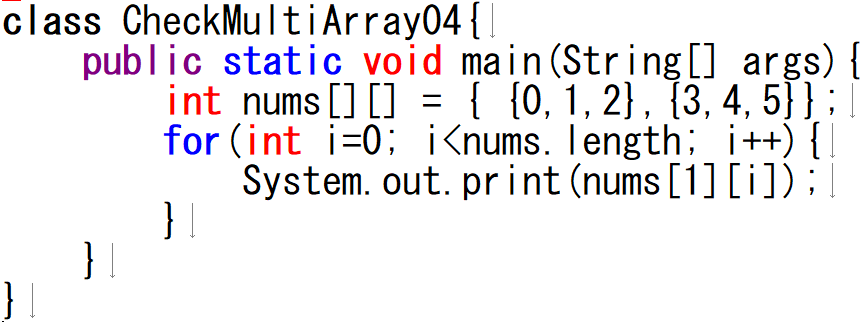 class CheckMultiArray04{↓
    public static void main(String[] args){
        int nums[][] = { {0,1,2},{3,4,5}};↓
        for(int i=0; i<nums.length; i++){↓
            System.out.print(nums[1][i]);↓
        }↓
    }↓
}↓